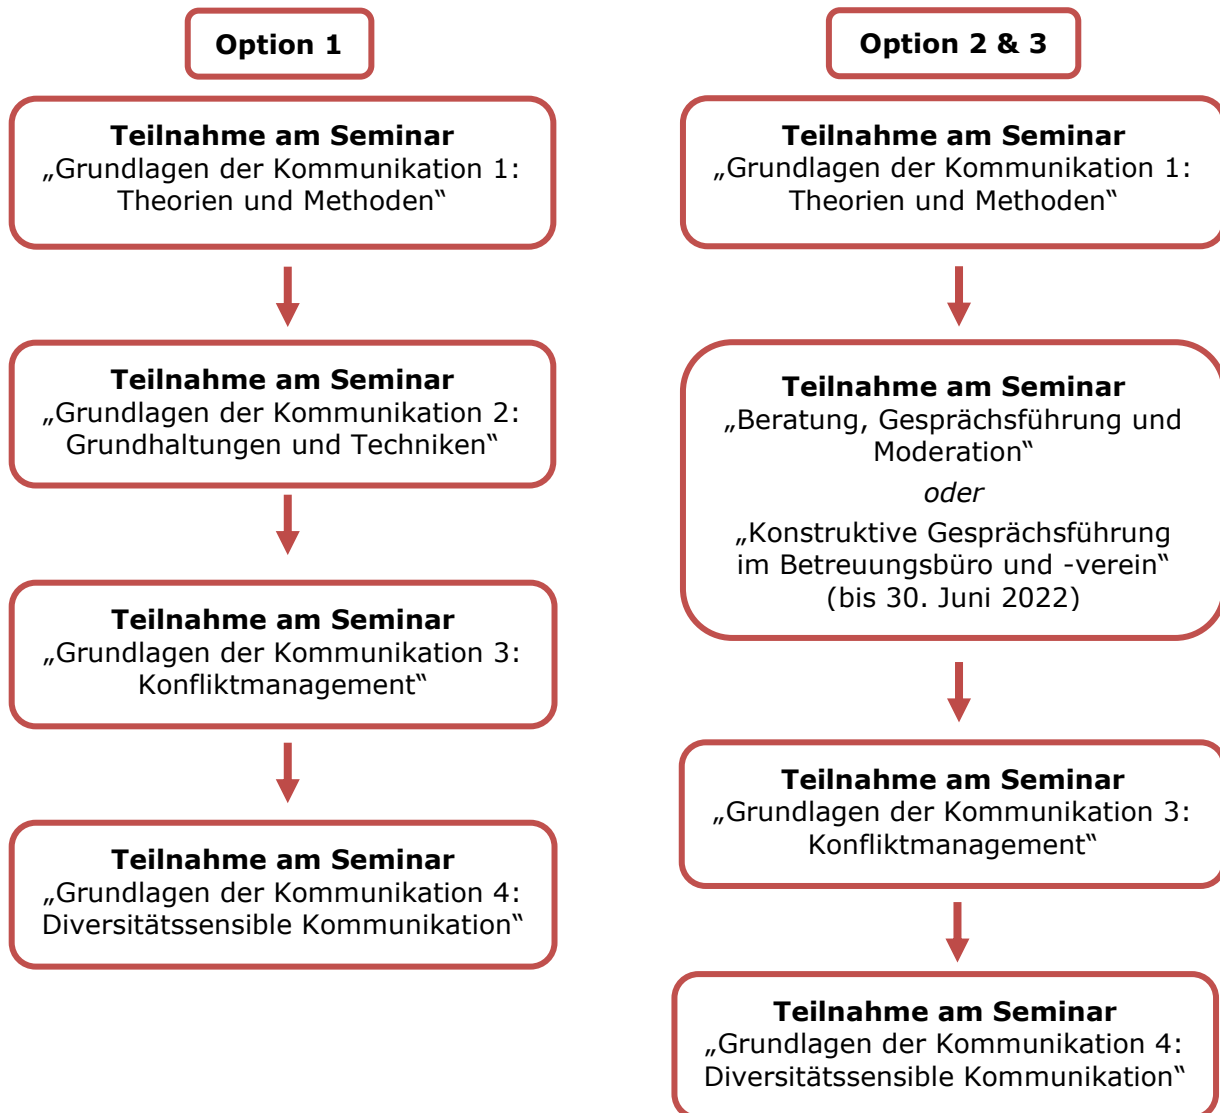 Option 1
Teilnahme am Seminar
„Grundlagen der Kommunikation 1:
Theorien und Methoden“
Teilnahme am Seminar
„Grundlagen der Kommunikation 2:
Grundhaltungen und Techniken“
Teilnahme am Seminar
„Grundlagen der Kommunikation 3:
Konfliktmanagement“
Teilnahme am Seminar
„Grundlagen der Kommunikation 4:
Diversitätssensible Kommunikation“
Option 2 & 3
Teilnahme am Seminar
„Grundlagen der Kommunikation 1:
Theorien und Methoden“
Teilnahme am Seminar
„Beratung, Gesprächsführung und
Moderation“
oder
„Konstruktive Gesprächsführung
im Betreuungsbüro und -verein“
(bis 30. Juni 2022)
Teilnahme am Seminar
„Grundlagen der Kommunikation 3:
Konfliktmanagement“
Teilnahme am Seminar
„Grundlagen der Kommunikation 4:
Diversitätssensible Kommunikation“